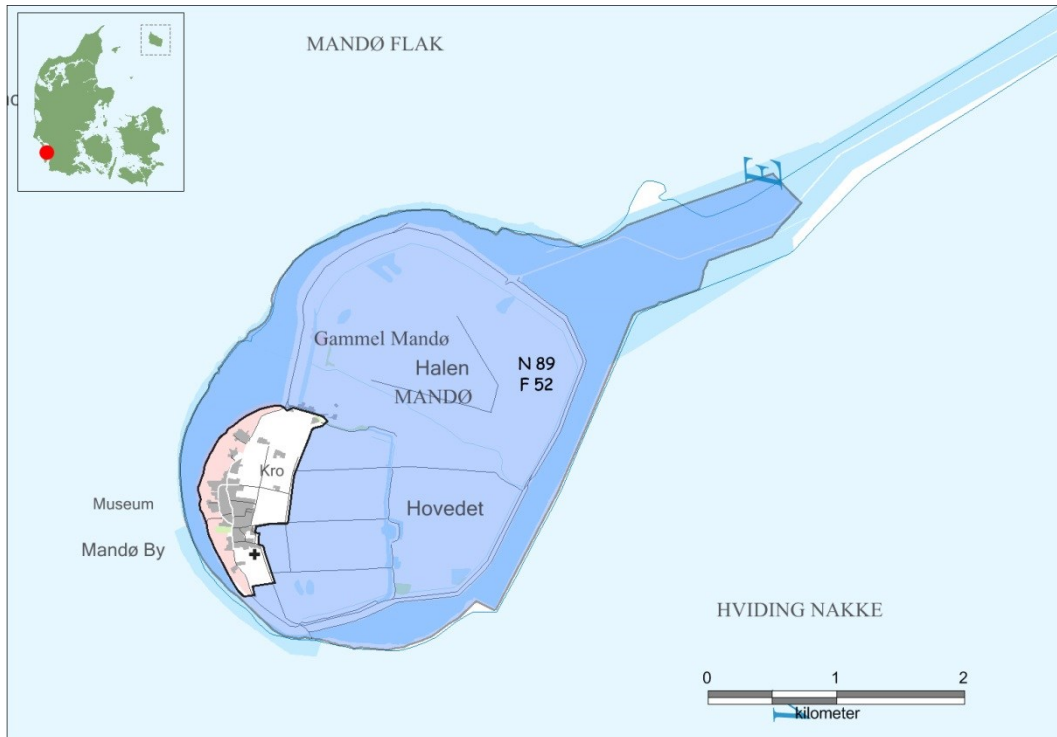 MANDØ FLAK
Gammel Mandø
Halen
MANDØ
N 89
F 52
Kro
Museum
Hovedet
Mandø By
HVIDING NAKKE
0 1 2
kilometer